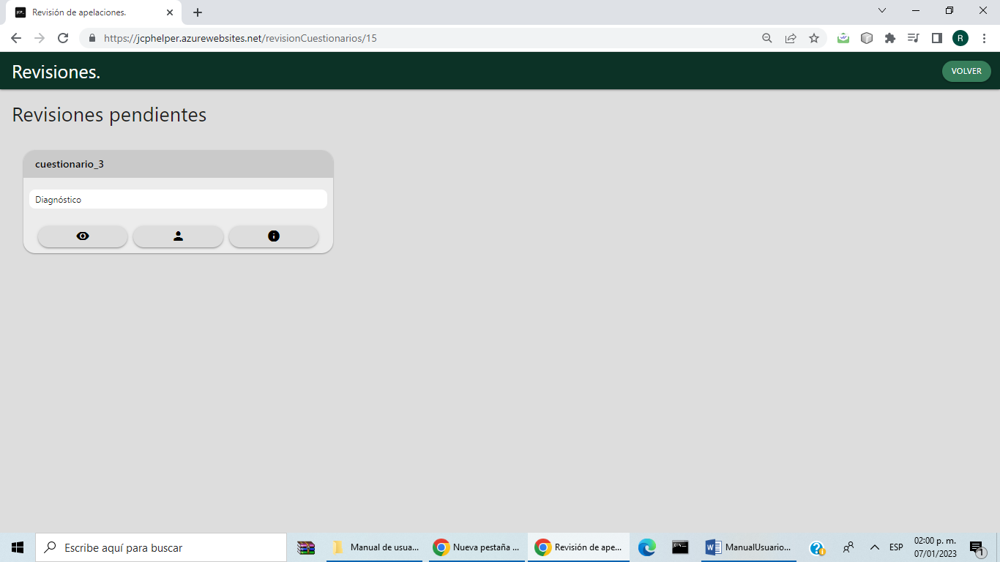 Revisión de apelaciones.
https://jcphelper.azurewebsites.net/revisionCuestionarios/15
R
Revisiones.
VOLVER
Revisiones pendientes
cuestionario_3
Diagnóstico
Escribe aquí para buscar
Manual de usua...
Nueva pestaña ...
Revisión de ape...
ManualUsuario...
ESP
02:00 p. m.
07/01/2023
1